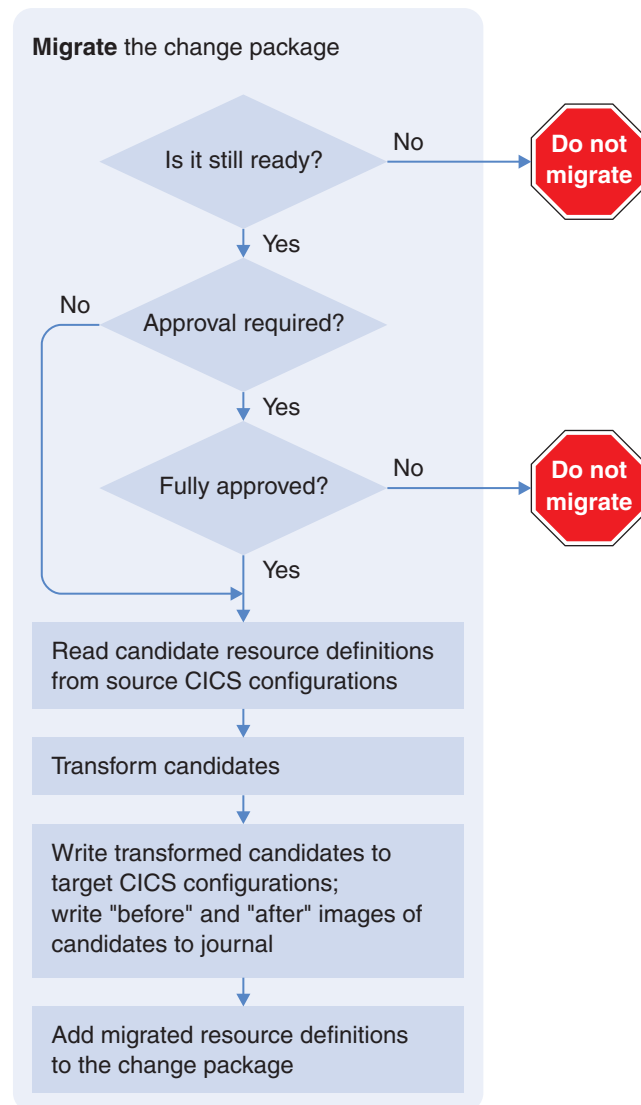 Migrate the change package
Is it still ready?
No
Do not
migrate
Yes
No
Approval required?
Yes
Fully approved?
No
Do not
migrate
Yes
Read candidate resource definitions
from source CICS configurations
Transform candidates
Write transformed candidates to
target CICS configurations;
write "before" and "after" images of
candidates to journal
Add migrated resource definitions
to the change package